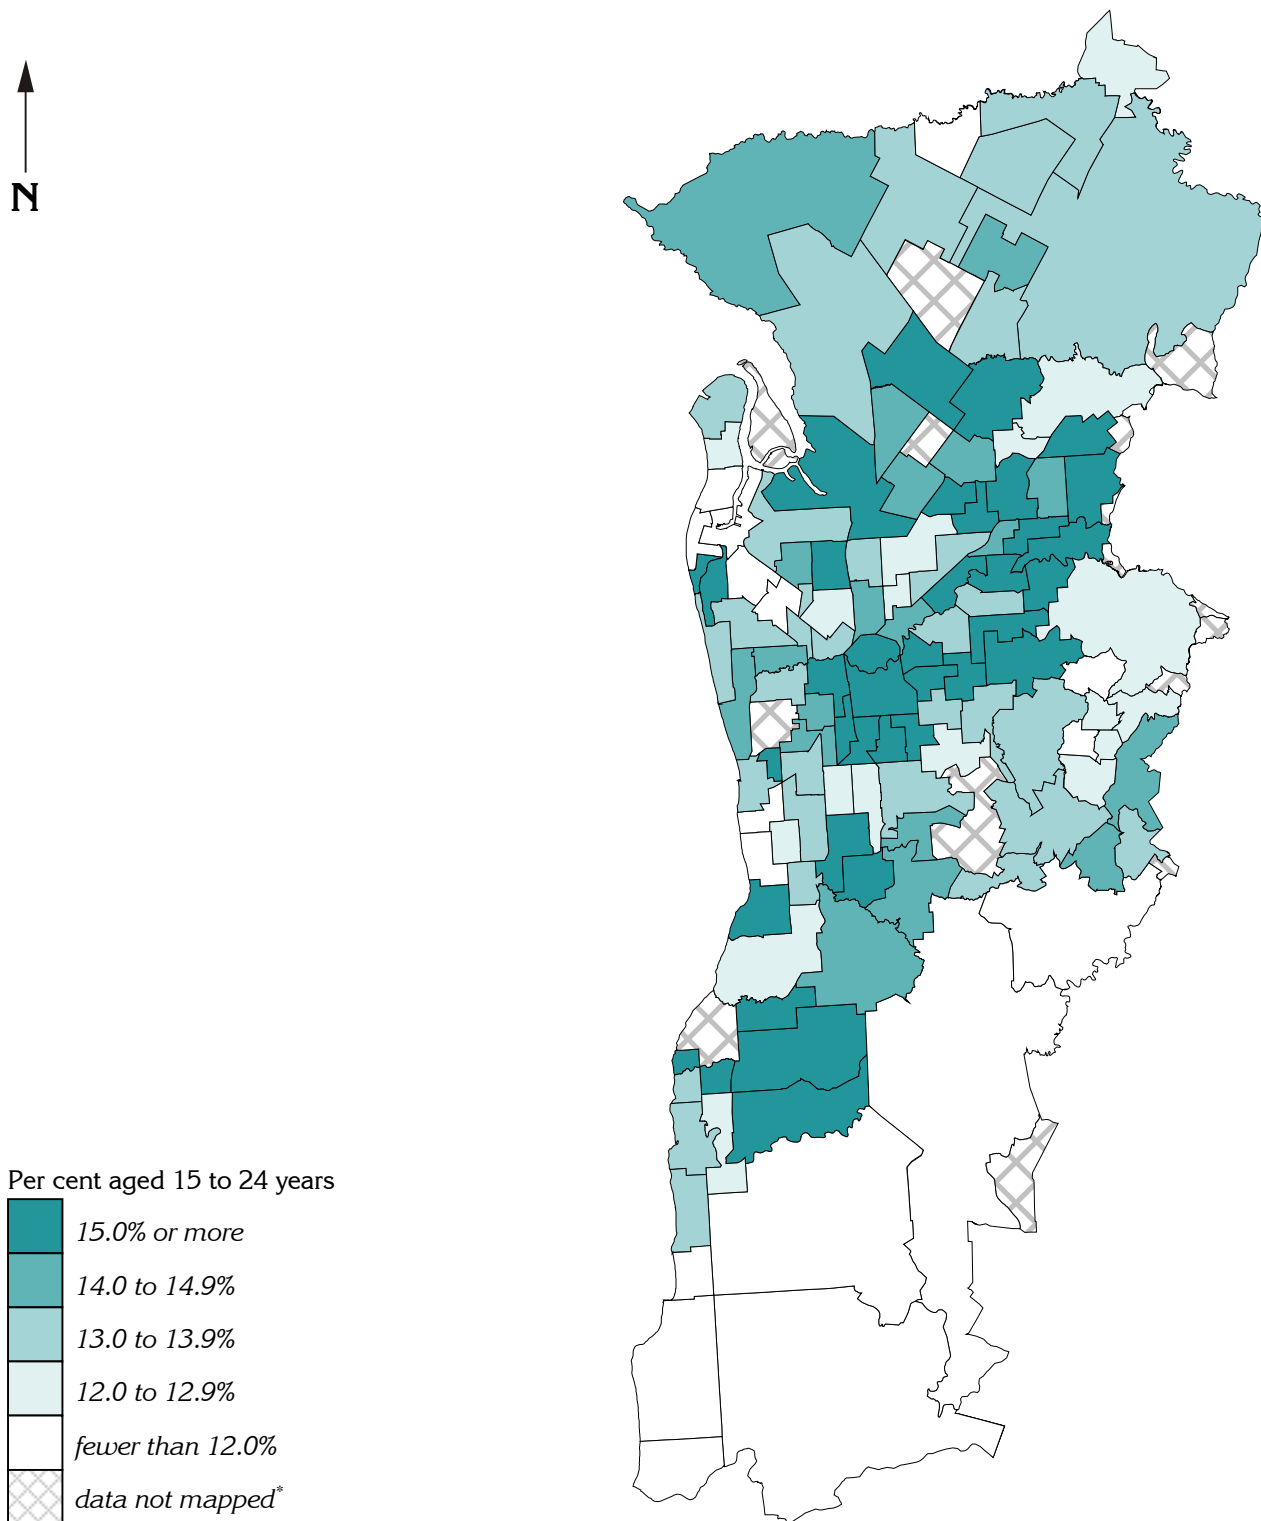 N
Per cent aged 15 to 24 years
15.0% or more
14.0 to 14.9%
13.0 to 13.9%
12.0 to 12.9%
fewer than 12.0%
data not mapped*